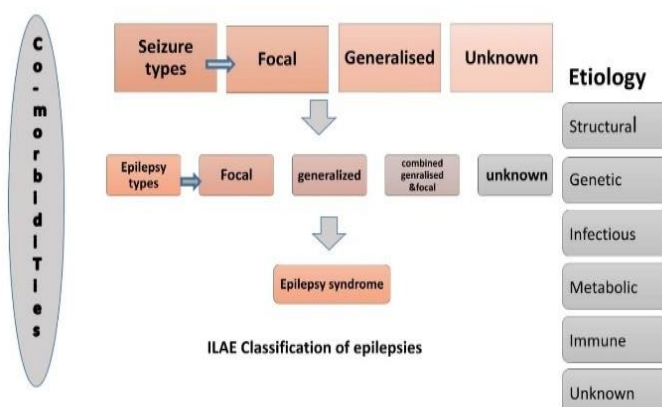 Co-morbidiTIes
Seizure types
Focal
Generalised
Unknown
Epilepsy types
Focal
generalized
combined genralised &focal
unknown
Epilepsy syndrome
ILAE Classification of epilepsies
Etiology
Structural
Genetic
Infectious
Metabolic
Immune
Unknown